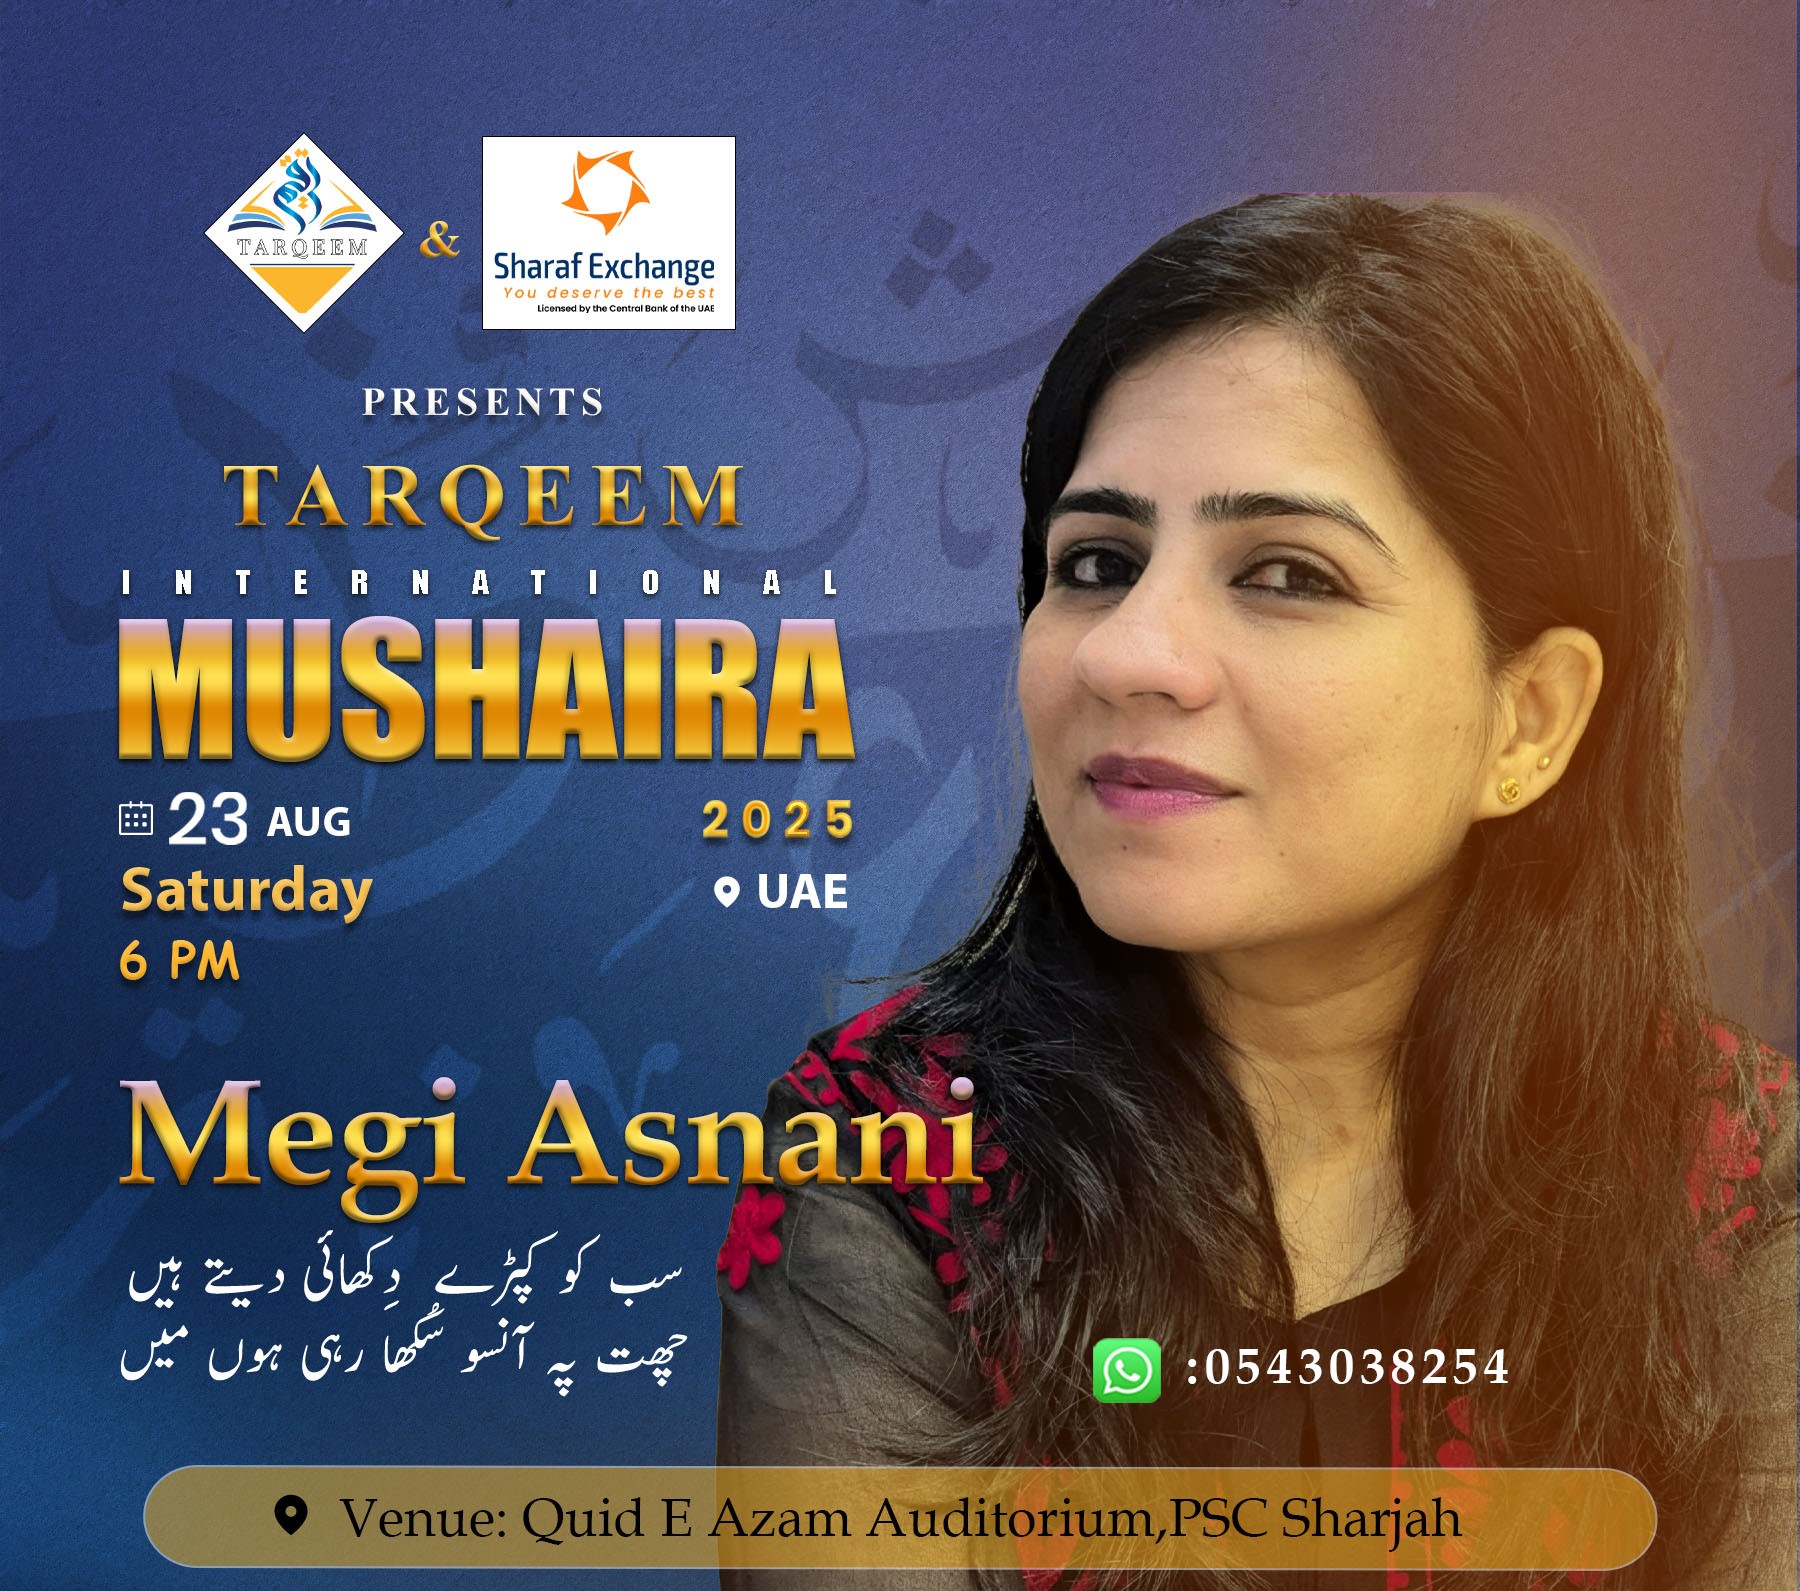 TARQEEM
&
Sharaf Exchange
You deserve the best
Licensed by the Central Bank of the UAE
PRESENTS
TARQEEM
INTERNATIONAL
MUSHAIRA
23 AUG 2025
Saturday UAE
6 PM
Megi Asnani
سب کو کپڑے دِکھائی دیتے ہیں
چھت پہ آنسو سُکھا رہی ہوں میں
:0543038254
Venue: Quid E Azam Auditorium,PSC Sharjah